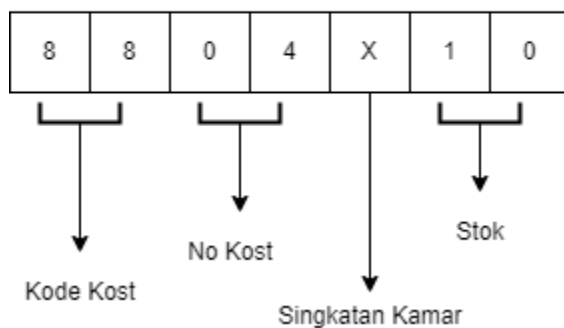 8 8 0 4 X 1 0
Stok
No Kost
Kode Kost
Singkatan Kamar